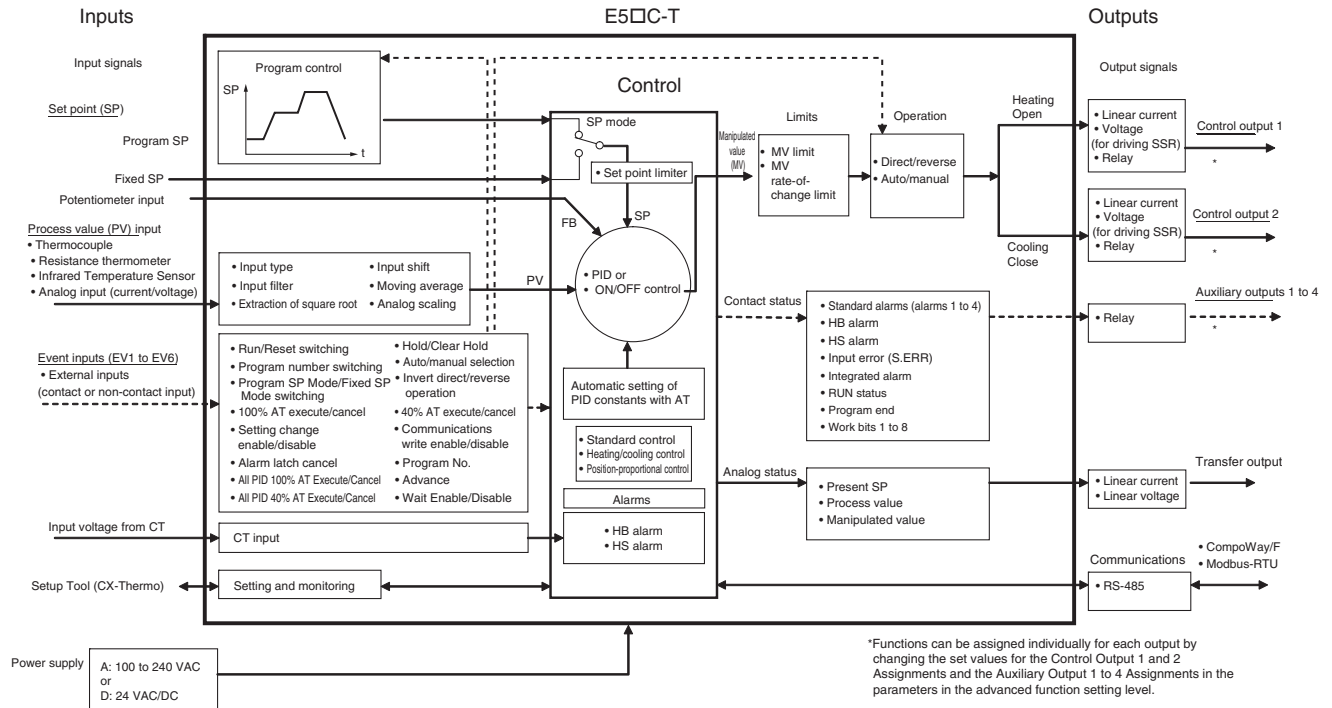 Inputs
E5□C-T
Outputs
Input signals
Set point (SP)
Program SP
Fixed SP
Potentiometer input
Process value (PV) input
• Thermocouple
• Resistance thermometer
• Infrared Temperature Sensor
• Analog input (current/voltage)
Event inputs (EV1 to EV6)
• External inputs
(contact or non-contact input)
Input voltage from CT
Setup Tool (CX-Thermo)
Power supply
A: 100 to 240 VAC
or
D: 24 VAC/DC
Program control
SP
t
• Input type
• Input filter
• Extraction of square root
• Input shift
• Moving average
• Analog scaling
• Run/Reset switching
• Program number switching
• Program SP Mode/Fixed SP
Mode switching
• 100% AT execute/cancel
• Setting change
enable/disable
• Alarm latch cancel
• All PID 100% AT Execute/Cancel
• All PID 40% AT Execute/Cancel
• Hold/Clear Hold
• Auto/manual selection
• Invert direct/reverse
operation
• 40% AT execute/cancel
• Communications
write enable/disable
• Program No.
• Advance
• Wait Enable/Disable
CT input
Setting and monitoring
Control
SP mode
• Set point limiter
FB
SP
PV
• PID or
• ON/OFF control
Automatic setting of
PID constants with AT
• Standard control
• Heating/cooling control
• Position-proportional control
Alarms
• HB alarm
• HS alarm
Manipulated
value
(MV)
Limits
• MV limit
• MV
rate-of-
change limit
Operation
• Direct/reverse
• Auto/manual
Heating
Open
Cooling
Close
Contact status
• Standard alarms (alarms 1 to 4)
• HB alarm
• HS alarm
• Input error (S.ERR)
• Integrated alarm
• RUN status
• Program end
• Work bits 1 to 8
Analog status
• Present SP
• Process value
• Manipulated value
Output signals
• Linear current
• Voltage
(for driving SSR)
• Relay
Control output 1
*
• Linear current
• Voltage
(for driving SSR)
• Relay
Control output 2
*
Auxiliary outputs 1 to 4
• Relay
*
Transfer output
• Linear current
• Linear voltage
Communications
• RS-485
• CompoWay/F
• Modbus-RTU
*Functions can be assigned individually for each output by
changing the set values for the Control Output 1 and 2
Assignments and the Auxiliary Output 1 to 4 Assignments in the
parameters in the advanced function setting level.